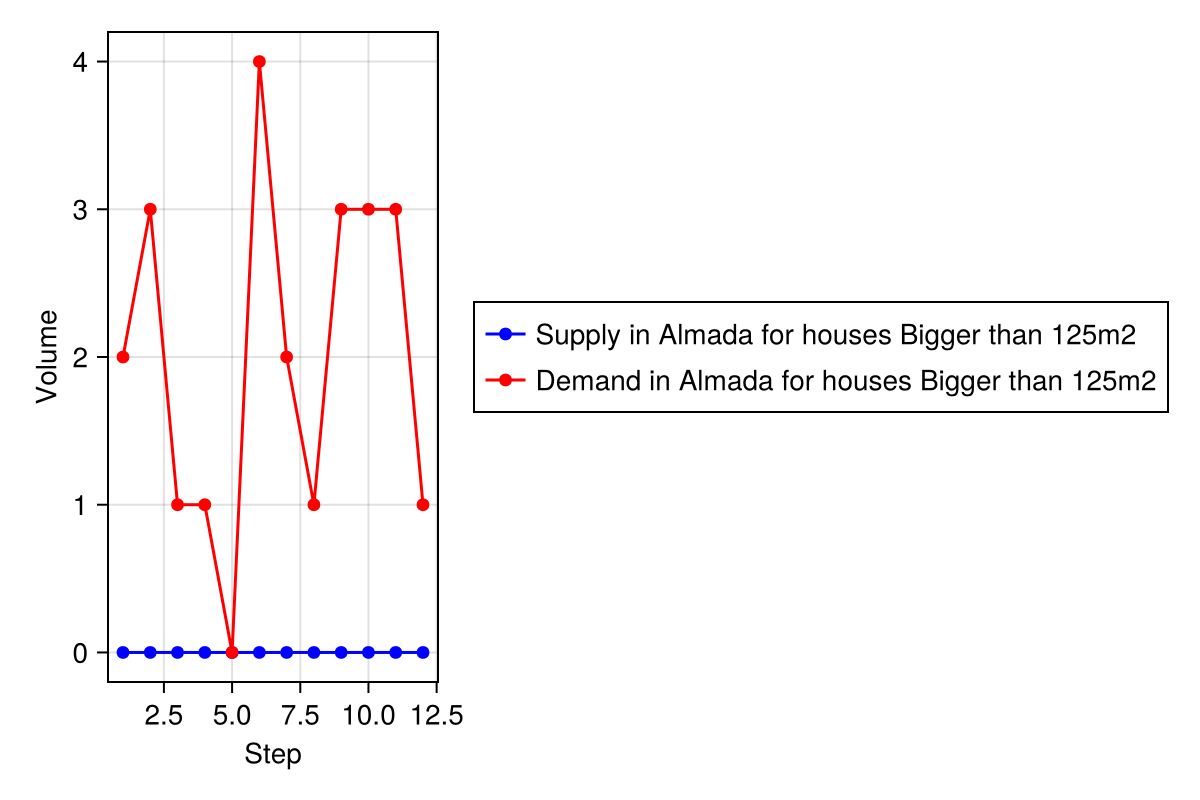 4
3
2
1
0
Volume
2.5 5.0 7.5 10.0 12.5
Step
Supply in Almada for houses Bigger than 125m2
Demand in Almada for houses Bigger than 125m2